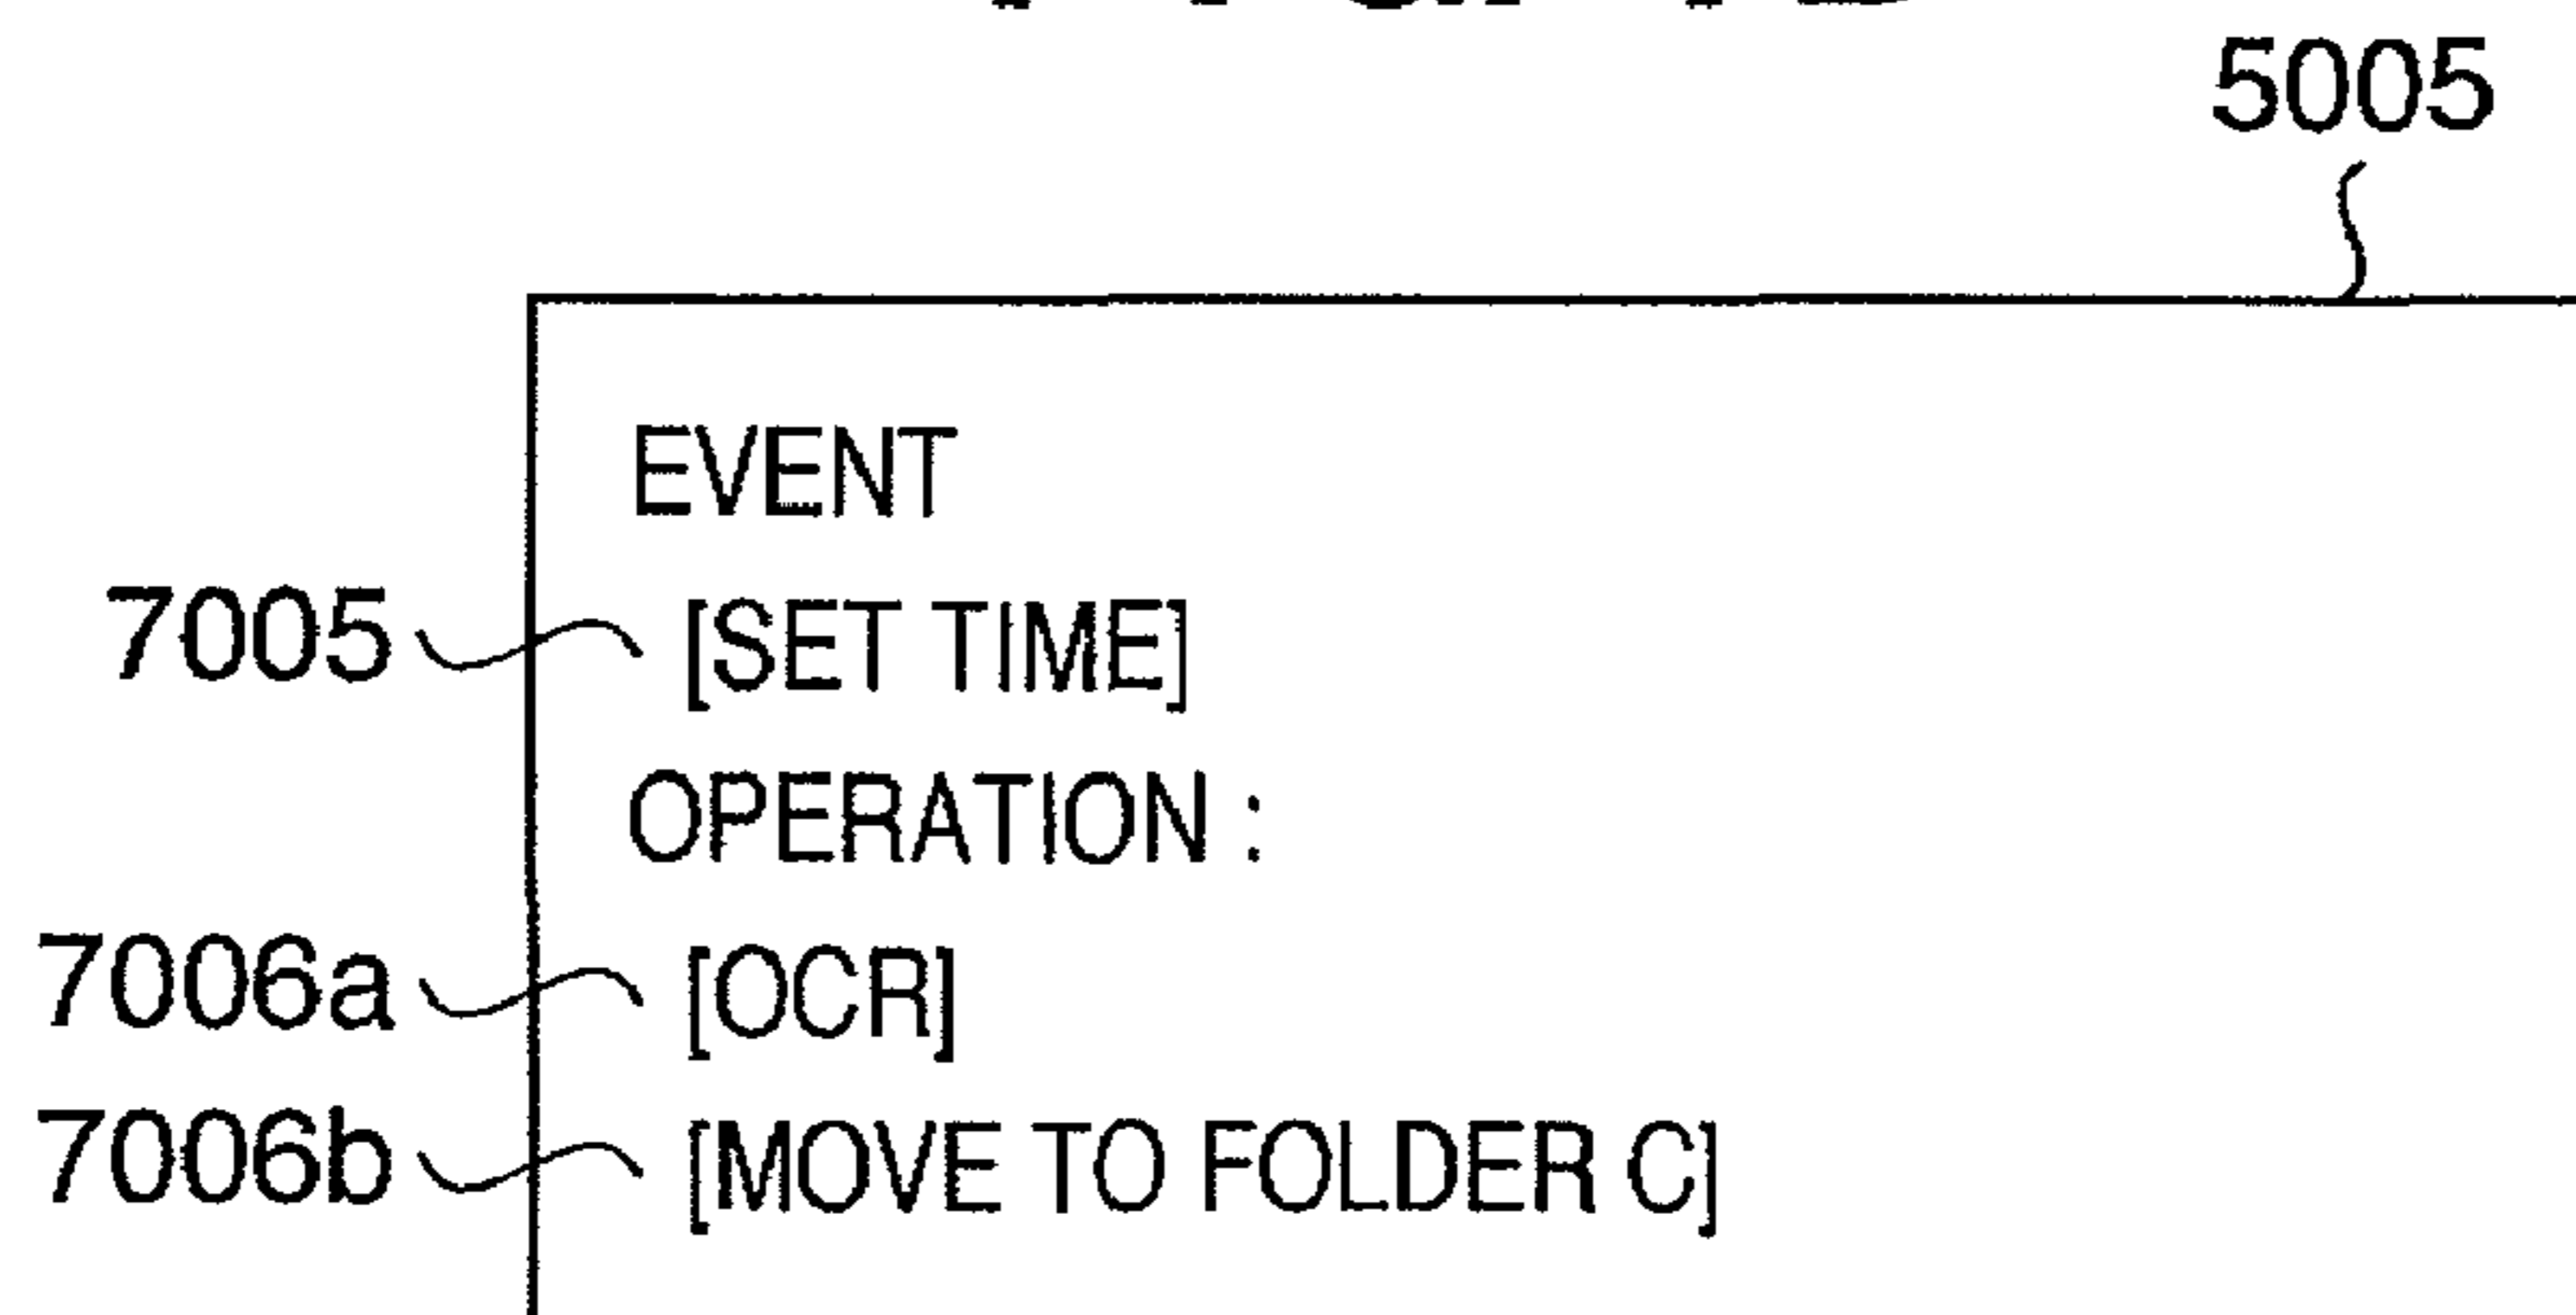 5005
EVENT
7005 [SET TIME]
OPERATION :
7006a [OCR]
7006b [MOVE TO FOLDER C]